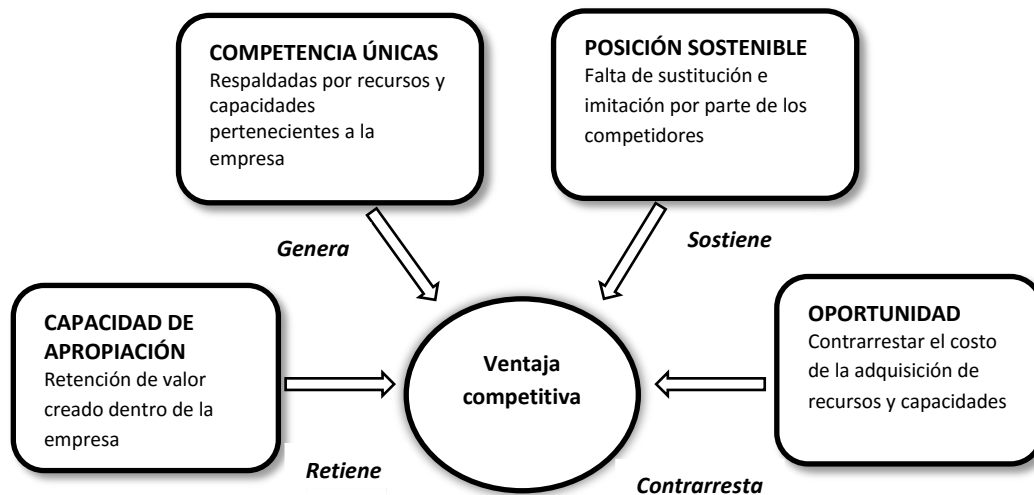 COMPETENCIA ÚNICAS
Respaldadas por recursos y
capacidades
pertenecientes a la
empresa
POSICIÓN SOSTENIBLE
Falta de sustitución e
imitación por parte de los
competidores
Genera
Sostiene
CAPACIDAD DE
APROPIACIÓN
Retención de valor
creado dentro de la
empresa
Ventaja
competitiva
OPORTUNIDAD
Contrarrestar el costo
de la adquisición de
recursos y capacidades
Retiene
Contrarresta